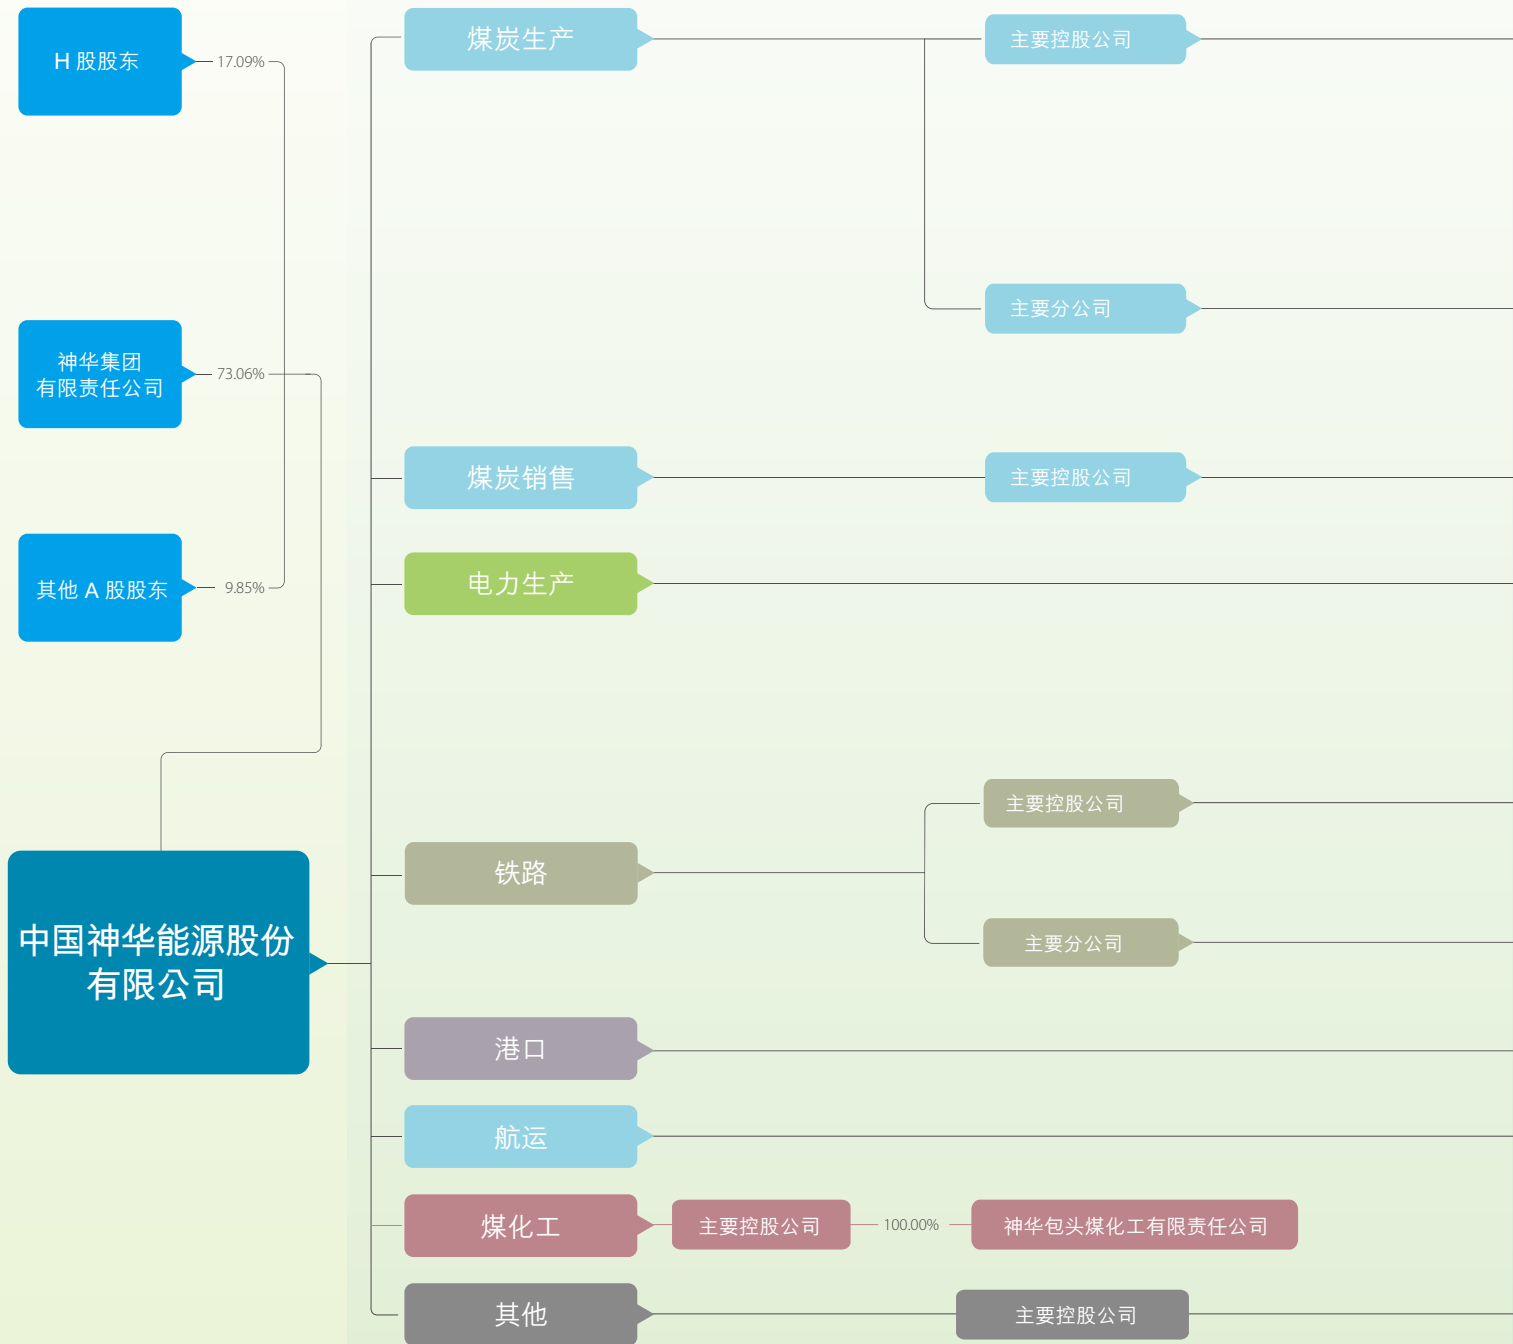 H 股股东
17.09%
神华集团
有限责任公司
73.06%
其他 A 股股东
9.85%
中国神华能源股份
有限公司
煤炭生产
主要控股公司
主要分公司
煤炭销售
主要控股公司
电力生产
铁路
主要控股公司
主要分公司
港口
航运
煤化工
主要控股公司
100.00%
神华包头煤化工有限责任公司
其他
主要控股公司